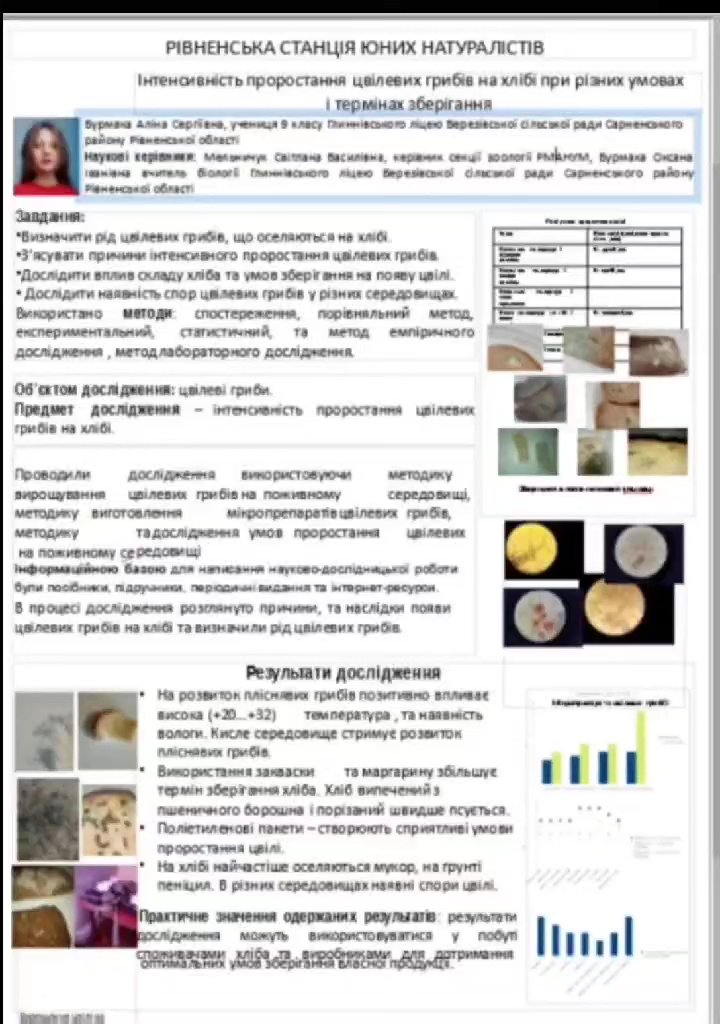 РІВНЕНСЬКА СТАНЦІЯ ЮНИХ НАТУРАЛІСТІВ
Інтенсивність проростання цвілевих грибів на хлібі при різних умовах
і термінах зберігання
Бурмака Аліна Сергіївна, учениця 9 класу Глиннівського ліцею Березівської сільської ради Сарненського
району Рівненської області
Наукові керівники: Мельничук Світлана Василівна, керівник секції зоології РМАНУМ, Бурмака Оксана
Іванівна вчитель біології Глиннівського ліцею Березівської сільської ради Сарненського району
Рівненської області
Завдання:
•Визначити рід цвілевих грибів, що оселяються на хлібі.
•З’ясувати причини інтенсивного проростання цвілевих грибів.
•Дослідити вплив складу хліба та умов зберігання на появу цвілі.
• Дослідити наявність спор цвілевих грибів у різних середовищах.
Використано методи: спостереження, порівняльний метод,
експериментальний, статистичний, та метод емпіричного
дослідження , метод лабораторного дослідження.
Об’єктом дослідження: цвілеві гриби.
Предмет дослідження – інтенсивність проростання цвілевих
грибів на хлібі.
Проводили дослідження використовуючи методику
вирощування цвілевих грибів на поживному середовищі,
методику виготовлення мікропрепаратів цвілевих грибів,
методику та дослідження умов проростання цвілевих
на поживному середовищі
Інформаційною базою для написання науково-дослідницької роботи
були посібники, підручники, періодичні видання та інтернет-ресурси.
В процесі дослідження розглянуто причини, та наслідки появи
цвілевих грибів на хлібі та визначили рід цвілевих грибів.
Результати дослідження
• На розвиток пліснявих грибів позитивно впливає
висока (+20...+32) температура , та наявність
вологи. Кисле середовище стримує розвиток
пліснявих грибів.
• Використання закваски та маргарину збільшує
термін зберігання хліба. Хліб випечений з
пшеничного борошна і порізаний швидше псується.
• Поліетиленові пакети – створюють сприятливі умови
проростання цвілі.
• На хлібі найчастіше оселяються мукор, на ґрунті
пеніцил. В різних середовищах наявні спори цвілі.
Практичне значення одержаних результатів: результати
дослідження можуть використовуватися у побуті
споживачами хліба та виробниками для дотримання
оптимальних умов зберігання власної продукції.